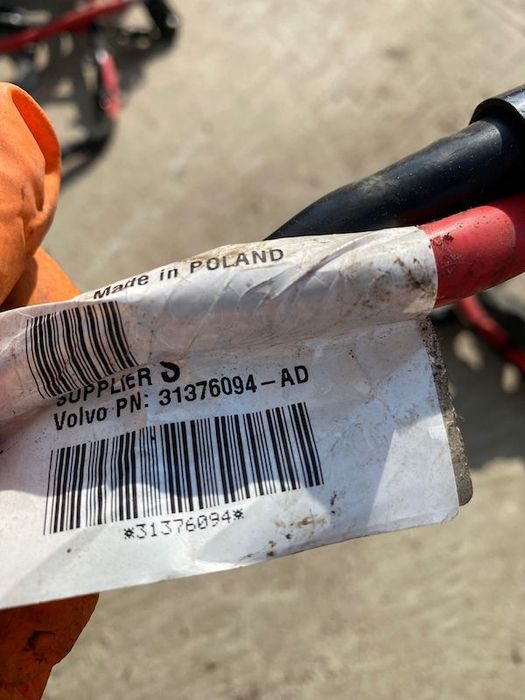 Made in POLAND
SUPPLIER S
Volvo PN: 31376094-AD
*31376094*